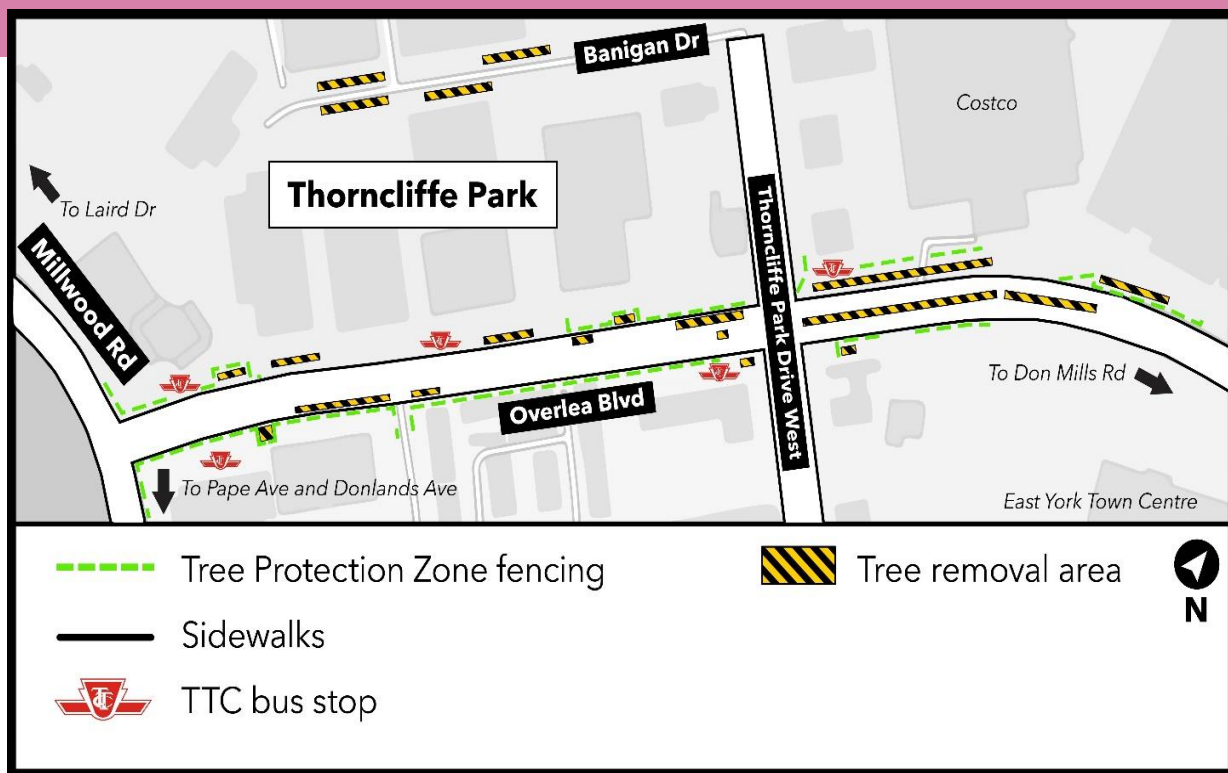 Banigan Dr
Costco
Thorncliffe Park
To Laird Dr
Millwood Rd
Thorncliffe Park Drive West
To Don Mills Rd
Overlea Blvd
To Pape Ave and Donlands Ave
East York Town Centre
Tree Protection Zone fencing
Tree removal area
N
Sidewalks
TTC bus stop